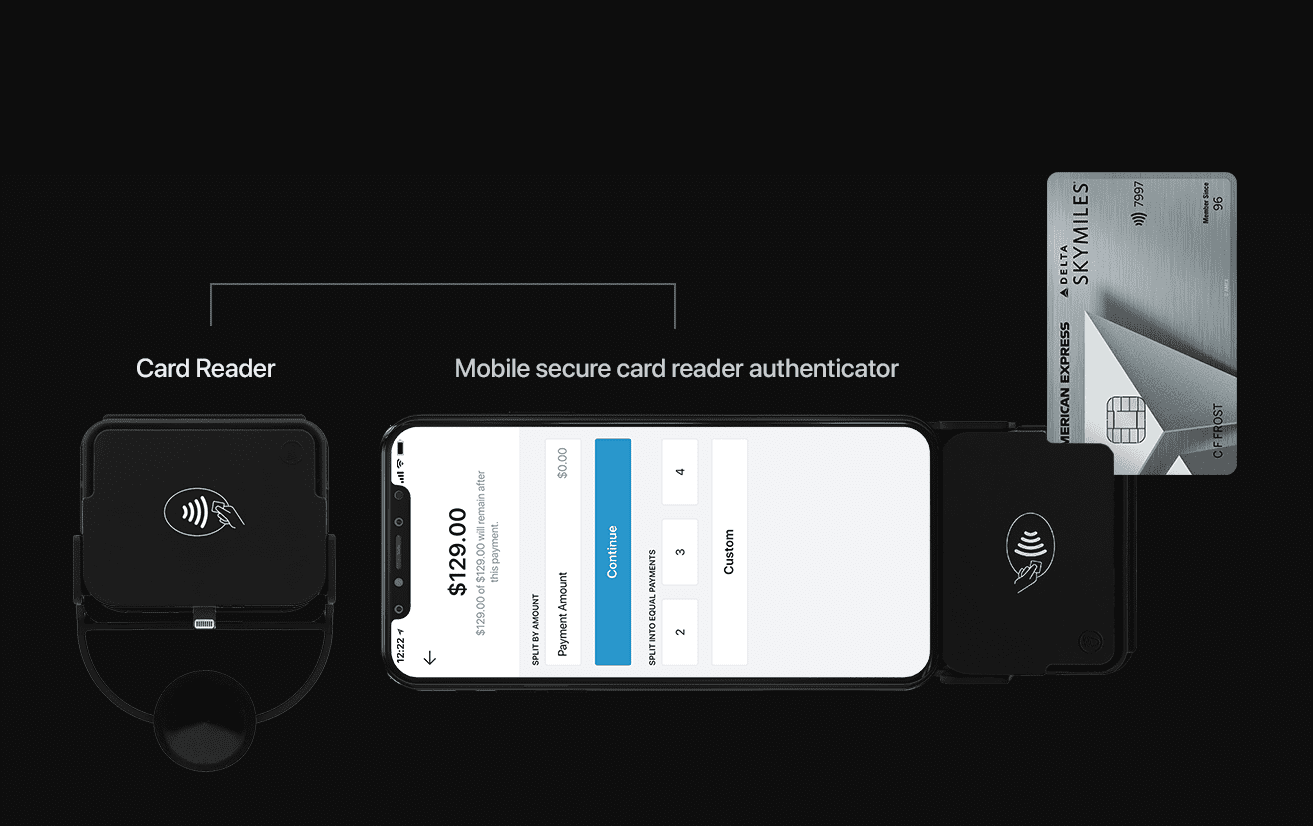 Card Reader
Mobile secure card reader authenticator
12:22
$129.00
$129.00 of $129.00 will remain after
this payment.
SPLIT BY AMOUNT
Payment Amount $0.00
Continue
SPLIT INTO EQUAL PAYMENTS
2 3 4
Custom
AMERICAN EXPRESS
DELTA
SKYMILES
7997
Member Since
96
C F FROST